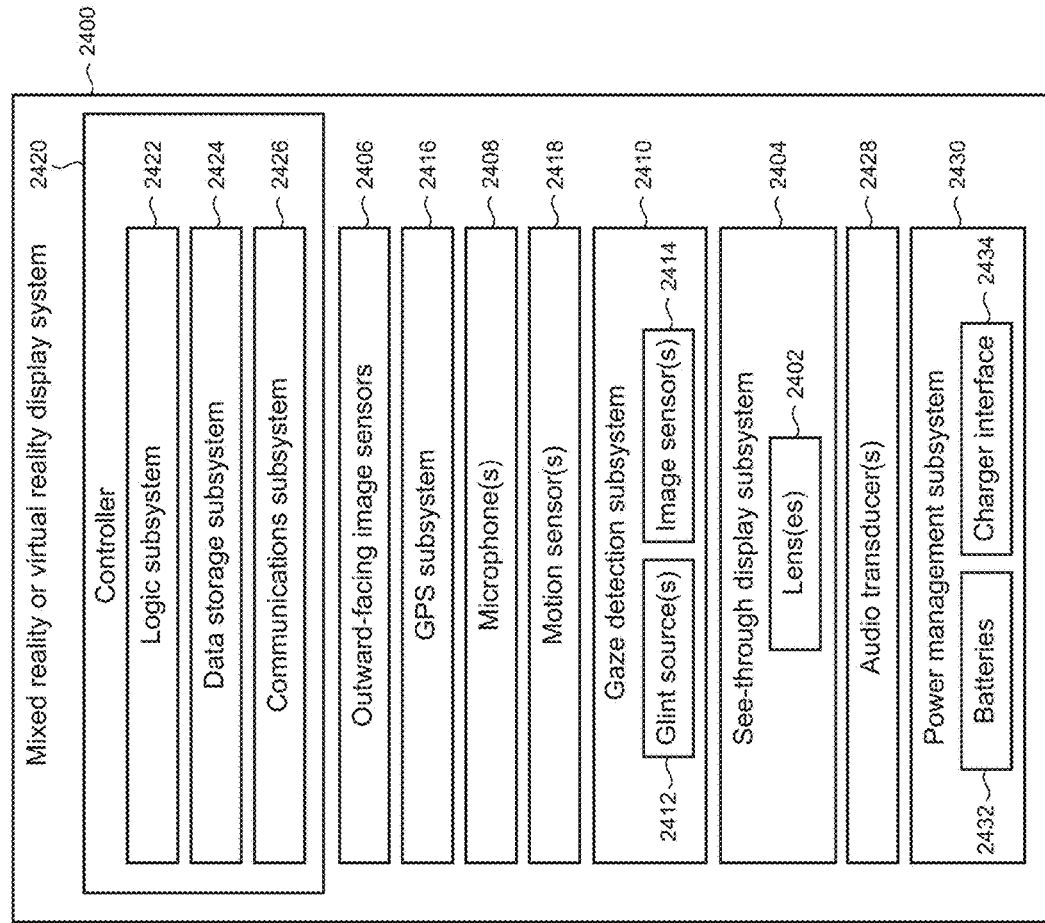 2400
Mixed reality or virtual reality display system
2420
Controller
Logic subsystem
2422
Data storage subsystem
2424
Communications subsystem
2426
Outward-facing image sensors
2406
GPS subsystem
2416
Microphone(s)
2408
Motion sensor(s)
2418
Gaze detection subsystem
2410
2412
Glint source(s)
Image sensor(s)
2414
See-through display subsystem
2404
Lens(es)
2402
Audio transducer(s)
2428
Power management subsystem
2430
2432
Batteries
Charger interface
2434